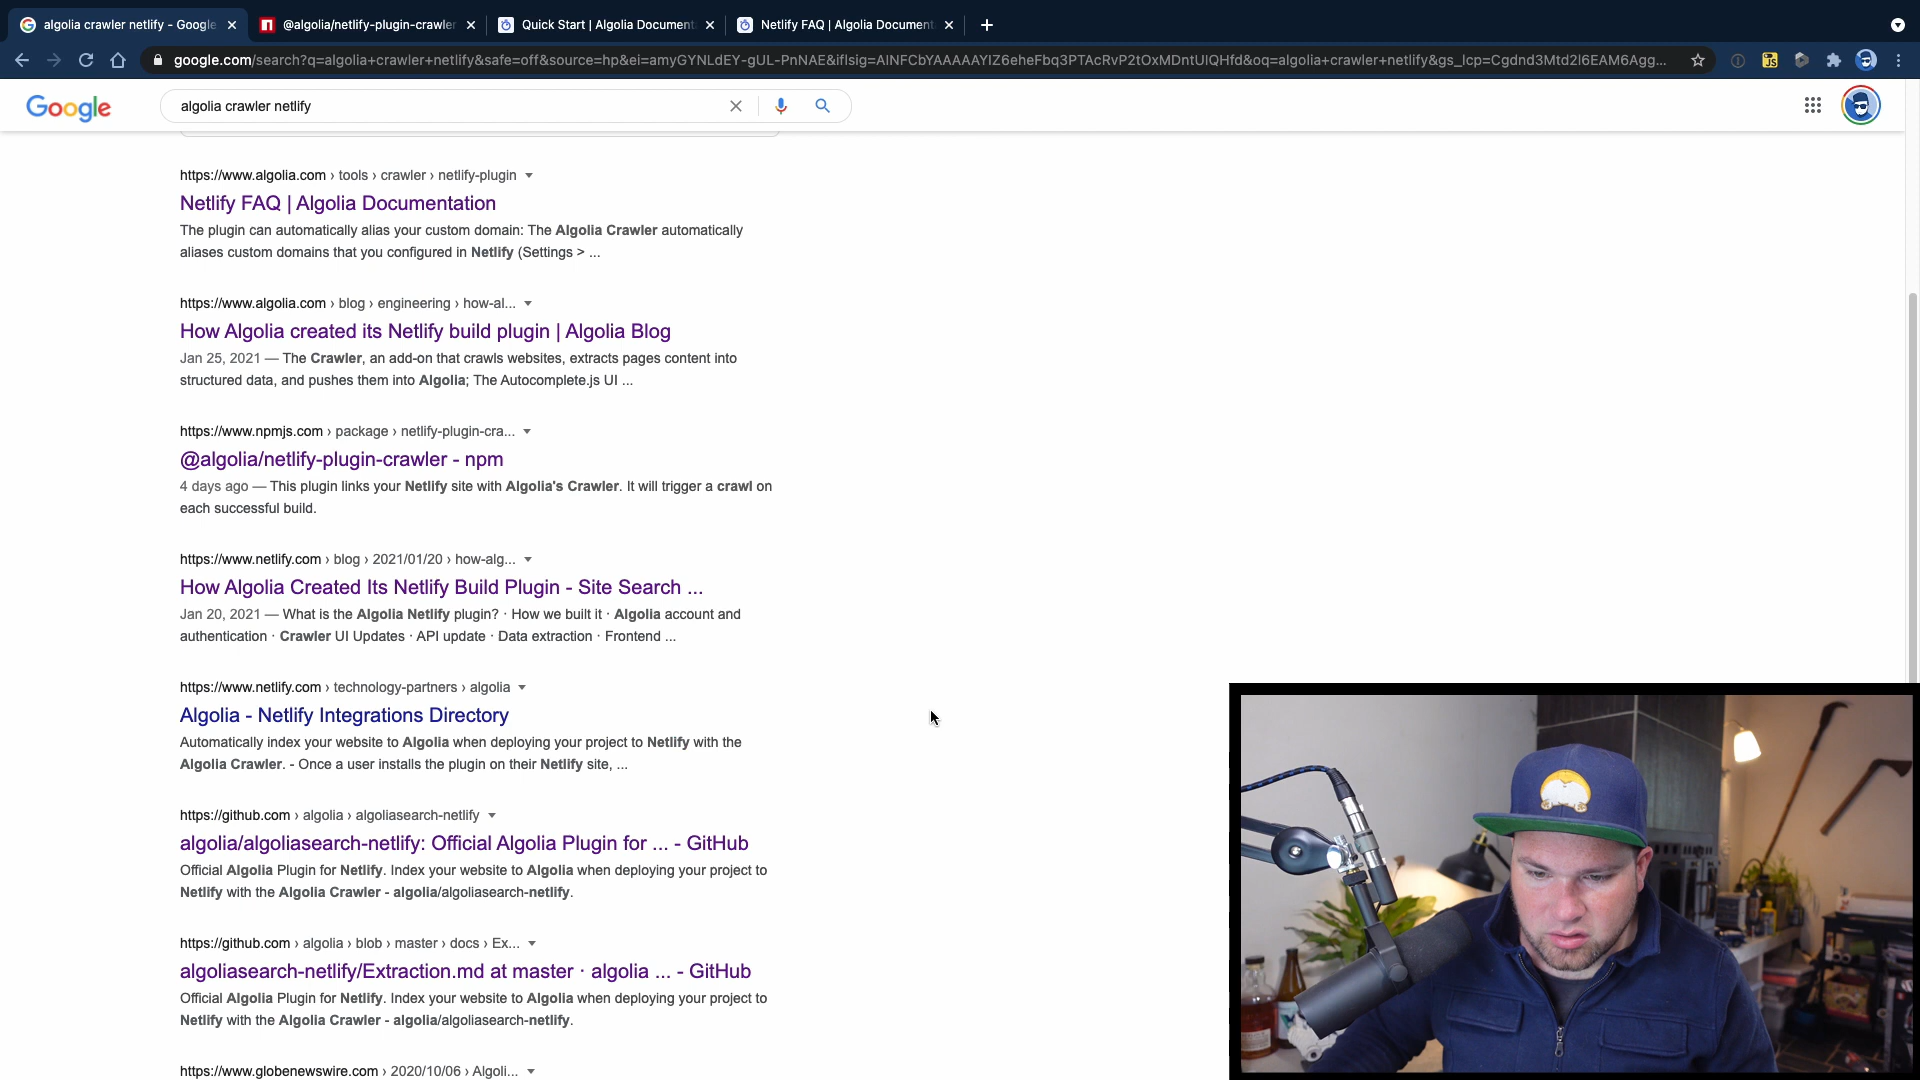 algolia crawler netlify - Google
@algolia/netlify-plugin-crawler
Quick Start | Algolia Document
Netlify FAQ | Algolia Document
google.com/search?q=algolia+crawler+netlify&safe=off&source=hp&ei=amyGYNLdEY-gUL-PnNAE&iflsig=AINFCbYAAAAAYIZ6eheFbq3PTAcRvP2tOxMDntUIQHfd&oq=algolia+crawler+netlify&gs_lcp=Cgdnd3Mtd2l6EAM6Agg...
Google
algolia crawler netlify
https://www.algolia.com › tools › crawler › netlify-plugin
Netlify FAQ | Algolia Documentation
The plugin can automatically alias your custom domain: The Algolia Crawler automatically
aliases custom domains that you configured in Netlify (Settings > ...
https://www.algolia.com › blog › engineering › how-al...
How Algolia created its Netlify build plugin | Algolia Blog
Jan 25, 2021 — The Crawler, an add-on that crawls websites, extracts pages content into
structured data, and pushes them into Algolia; The Autocomplete.js UI ...
https://www.npmjs.com › package › netlify-plugin-cra...
@algolia/netlify-plugin-crawler - npm
4 days ago — This plugin links your Netlify site with Algolia's Crawler. It will trigger a crawl on
each successful build.
https://www.netlify.com › blog › 2021/01/20 › how-alg...
How Algolia Created Its Netlify Build Plugin - Site Search ...
Jan 20, 2021 — What is the Algolia Netlify plugin? · How we built it · Algolia account and
authentication · Crawler UI Updates · API update · Data extraction · Frontend ...
https://www.netlify.com › technology-partners › algolia
Algolia - Netlify Integrations Directory
Automatically index your website to Algolia when deploying your project to Netlify with the
Algolia Crawler. - Once a user installs the plugin on their Netlify site, ...
https://github.com › algolia › algoliasearch-netlify
algolia/algoliasearch-netlify: Official Algolia Plugin for ... - GitHub
Official Algolia Plugin for Netlify. Index your website to Algolia when deploying your project to
Netlify with the Algolia Crawler - algolia/algoliasearch-netlify.
https://github.com › algolia › blob › master › docs › Ex...
algoliasearch-netlify/Extraction.md at master · algolia ... - GitHub
Official Algolia Plugin for Netlify. Index your website to Algolia when deploying your project to
Netlify with the Algolia Crawler - algolia/algoliasearch-netlify.
https://www.globenewswire.com › 2020/10/06 › Algoli...